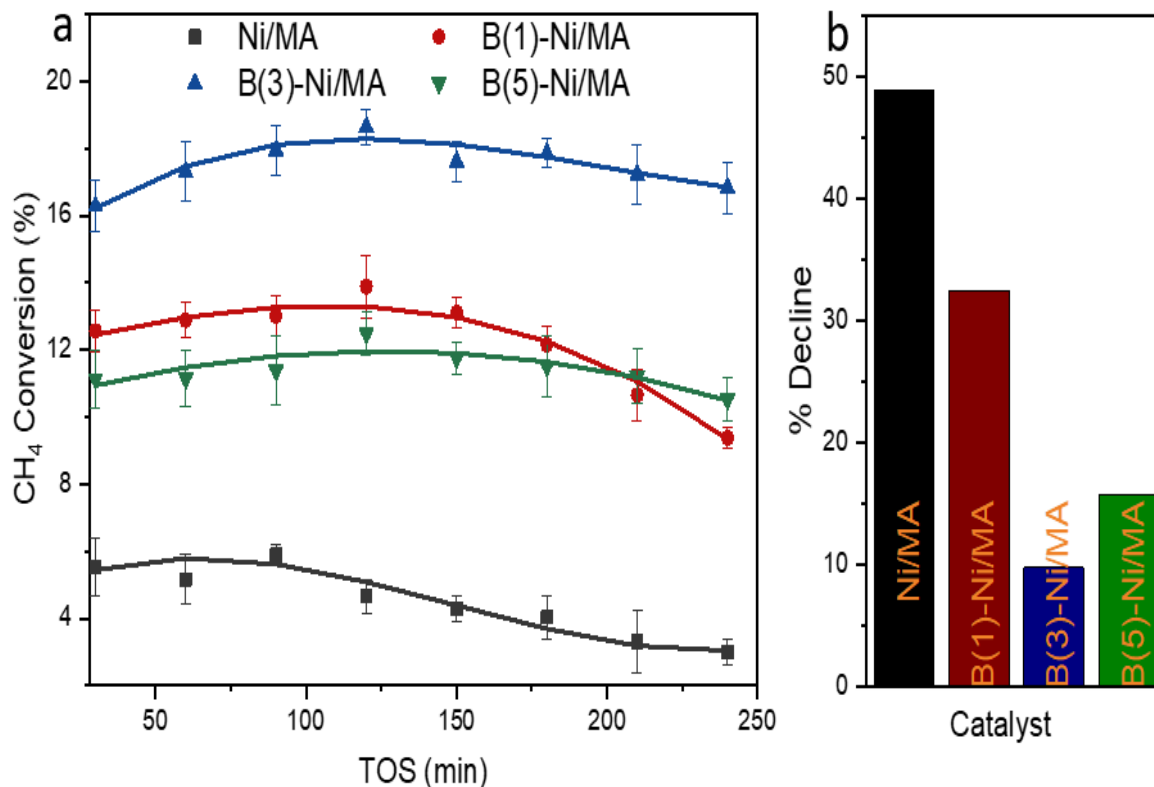 a
Ni/MA
B(1)-Ni/MA
B(3)-Ni/MA
B(5)-Ni/MA
20
16
12
8
4
CH₄ Conversion (%)
50
100
150
200
250
TOS (min)
b
50
40
30
20
10
0
% Decline
Ni/MA
B(1)-Ni/MA
B(3)-Ni/MA
B(5)-Ni/MA
Catalyst